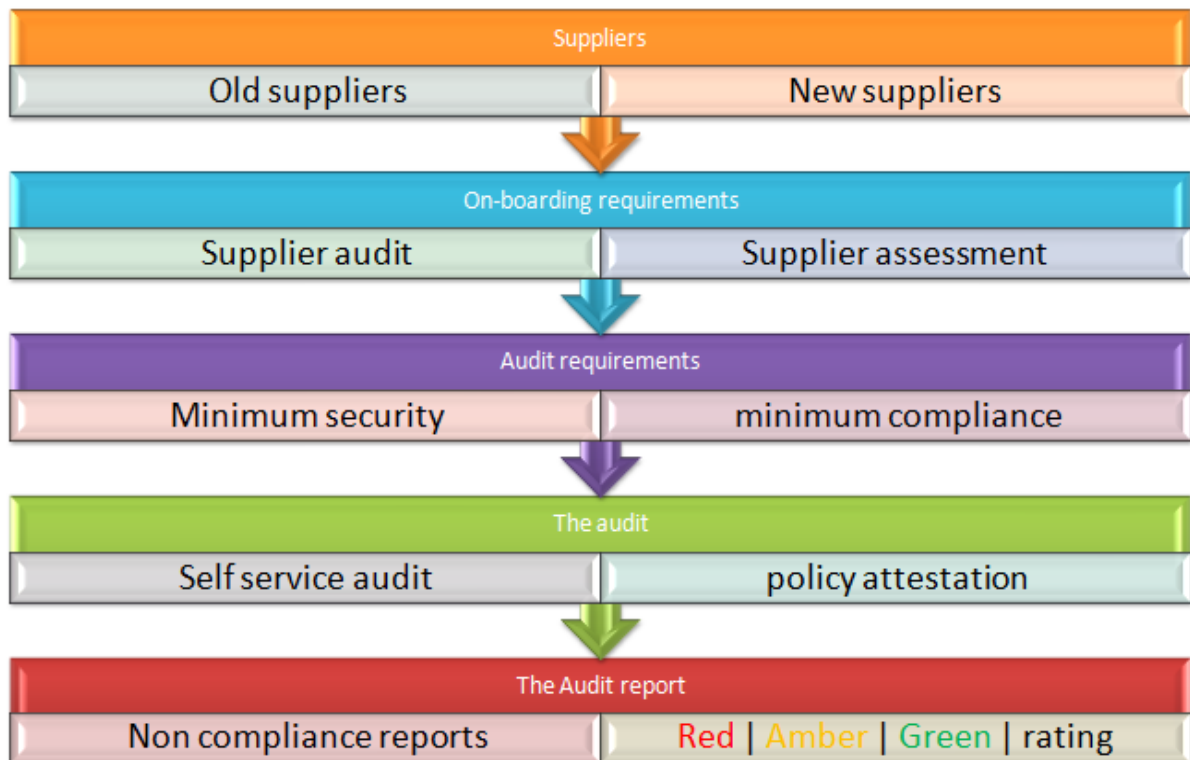 Suppliers
Old suppliers
New suppliers
On-boarding requirements
Supplier audit
Supplier assessment
Audit requirements
Minimum security
minimum compliance
The audit
Self service audit
policy attestation
The Audit report
Non compliance reports
Red | Amber | Green | rating